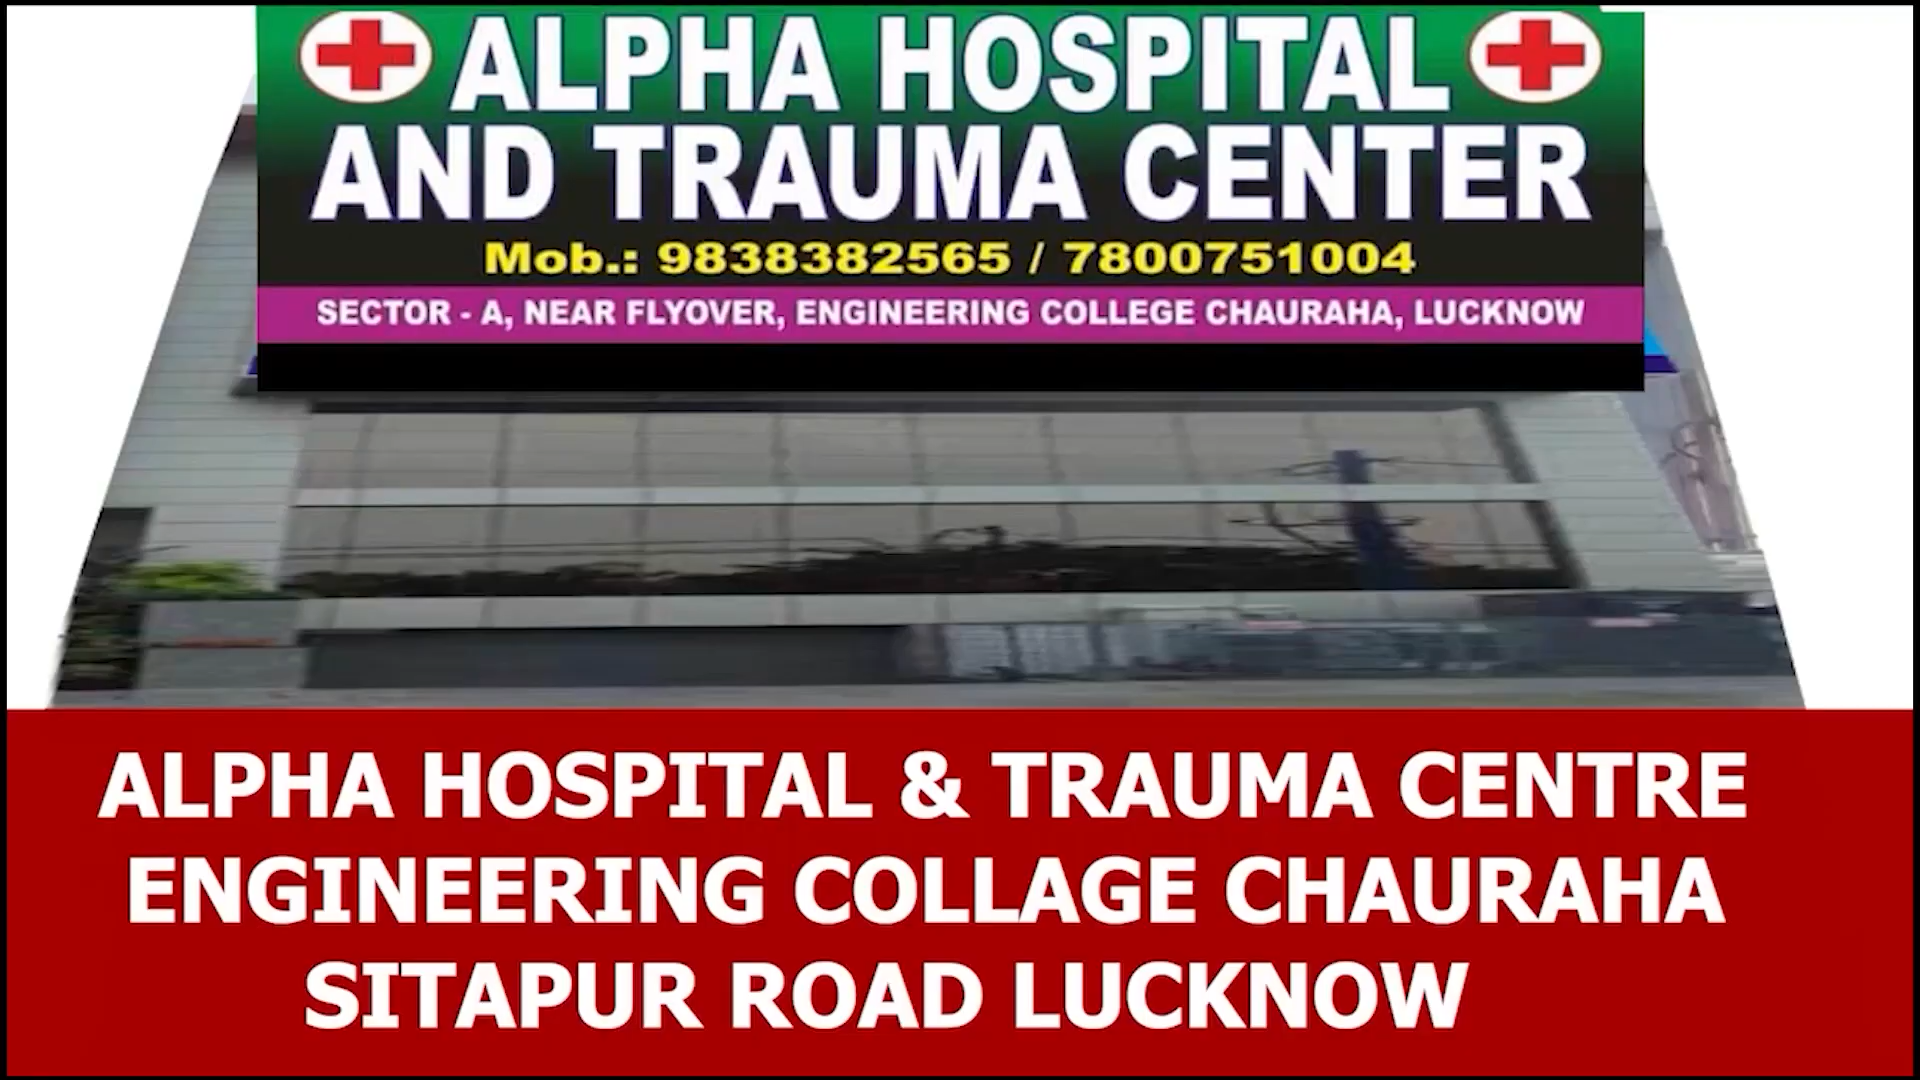 ALPHA HOSPITAL
AND TRAUMA CENTER
Mob.: 9838382565 / 7800751004
SECTOR - A, NEAR FLYOVER, ENGINEERING COLLEGE CHAURAHA, LUCKNOW
ALPHA HOSPITAL & TRAUMA CENTRE
ENGINEERING COLLAGE CHAURAHA
SITAPUR ROAD LUCKNOW